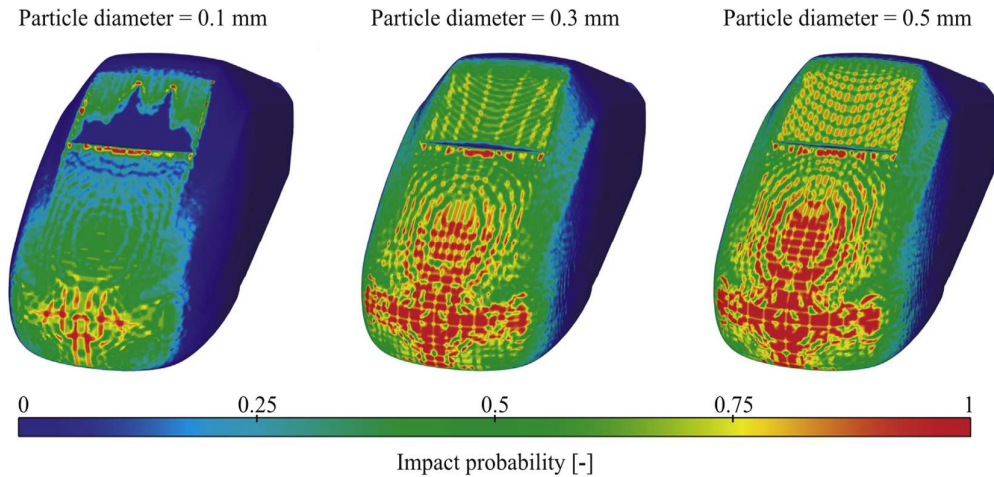 Particle diameter = 0.1 mm
Particle diameter = 0.3 mm
Particle diameter = 0.5 mm
0 0.25 0.5 0.75 1
Impact probability [-]